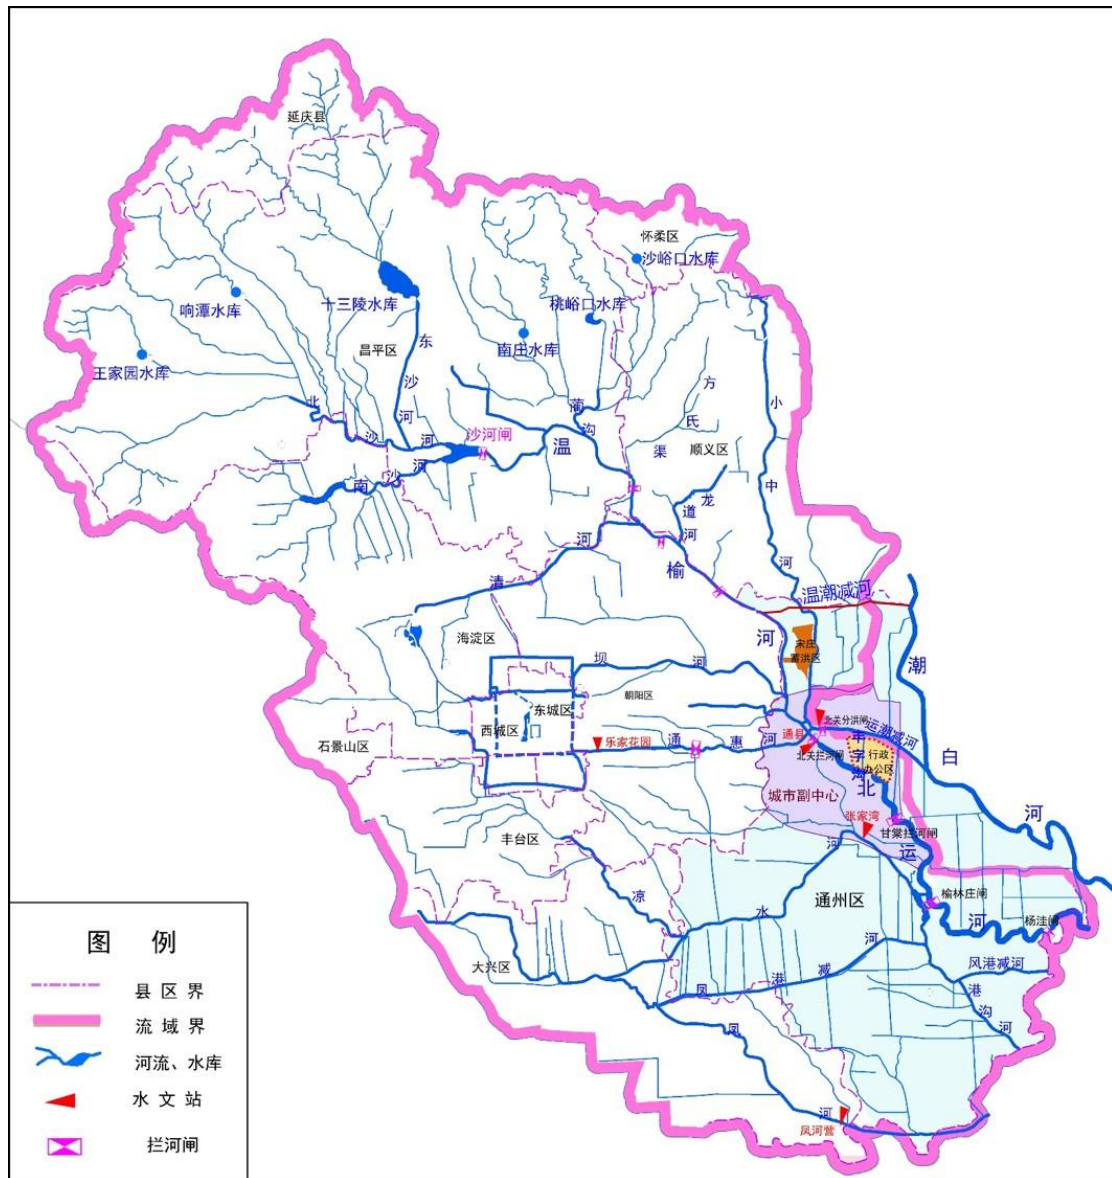 延庆县
怀柔区
沙峪口水库
响潭水库
十三陵水库
桃峪口水库
昌平区
东沙河
南庄水库
王家园水库
北沙河
蔺沟
方氏渠
小中河
沙河闸
温榆河
顺义区
南沙河
龙道河
清河
温潮减河
海淀区
宋庄
蓄洪区
潮白河
坝河
朝阳区
东城区
西城区
石景山区
乐家花园
通惠河
通县
北关分洪闸
运潮减河
北关拦河闸
丰字沟
行政
办公区
北运河
城市副中心
张家湾
甘棠拦河闸
丰台区
凉水河
通州区
榆林庄闸
杨洼闸
大兴区
凤港减河
风港减河
港沟河
凤河
凤河营
图 例
县 区 界
流 域 界
河流、水库
水 文 站
拦河闸